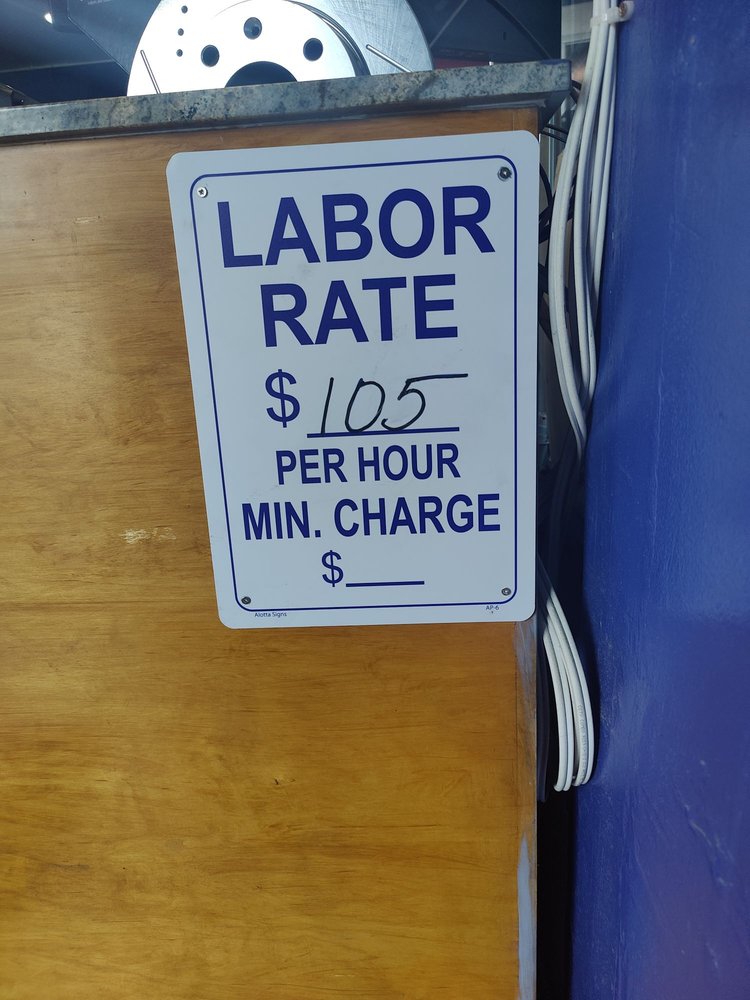 LABOR
RATE
$ 105
PER HOUR
MIN. CHARGE
$
Alotta Signs
AP-6